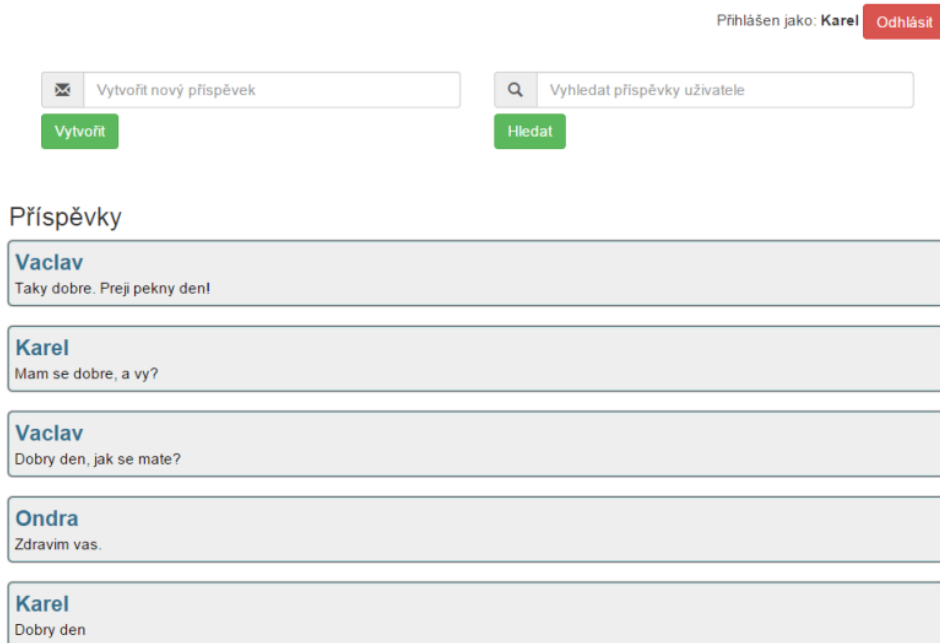 Přihlášen jako: Karel Odhlásit
Vytvořit nový příspěvek
Vyhledat příspěvky uživatele
Vytvořit
Hledat
Příspěvky
Vaclav
Taky dobre. Preji pekny den!
Karel
Mam se dobre, a vy?
Vaclav
Dobry den, jak se mate?
Ondra
Zdravim vas.
Karel
Dobry den